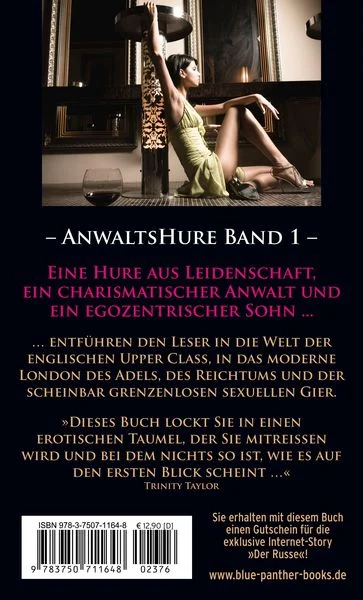 – AnwaltsHure Band 1 –
Eine Hure aus Leidenschaft,
ein charismatischer Anwalt und
ein egozentrischer Sohn ...
... entführen den Leser in die Welt der
englischen Upper Class, in das moderne
London des Adels, des Reichtums und der
scheinbar grenzenlosen sexuellen Gier.
»Dieses Buch lockt Sie in einen
erotischen Taumel, der Sie mitreissen
wird und bei dem nichts so ist, wie es auf
den ersten Blick scheint ...«
Trinity Taylor
ISBN 978-3-7507-1164-8 € 12,90 [D]
9 783750 711648 02376
Sie erhalten mit diesem Buch
einen Gutschein für die
exklusive Internet-Story
»Der Russe«!
www.blue-panther-books.de